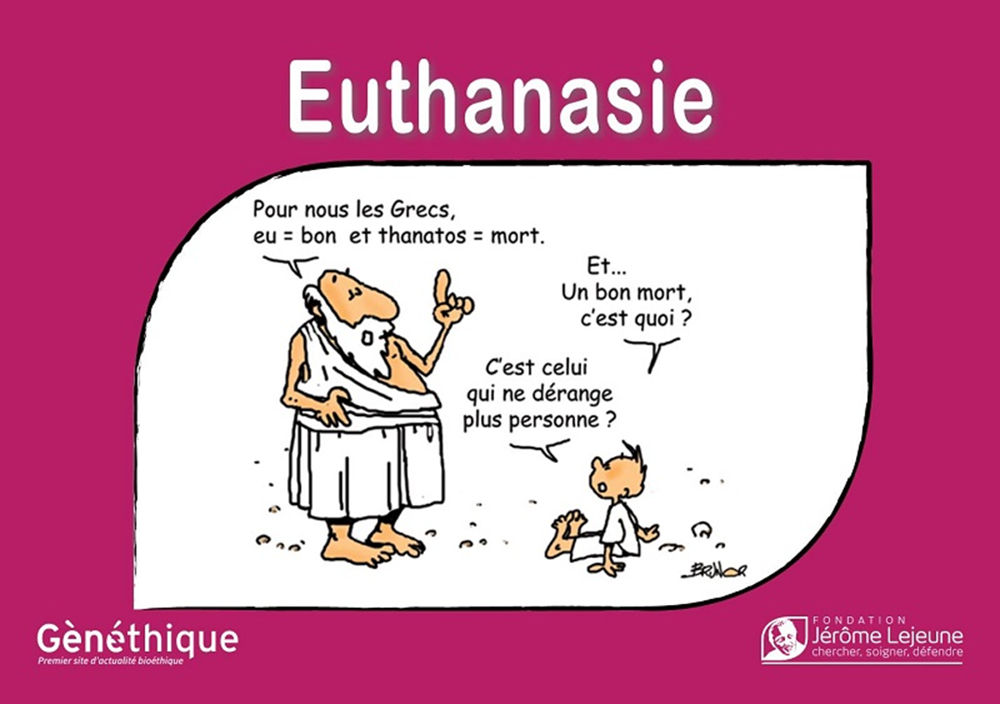 Euthanasie
Pour nous les Grecs,
eu = bon et thanatos = mort.
Et...
Un bon mort,
c'est quoi ?
C'est celui
qui ne dérange
plus personne ?
BRUNOR
Gènéthique
Premier site d'actualité bioéthique
FONDATION
Jérôme Lejeune
chercher, soigner, défendre